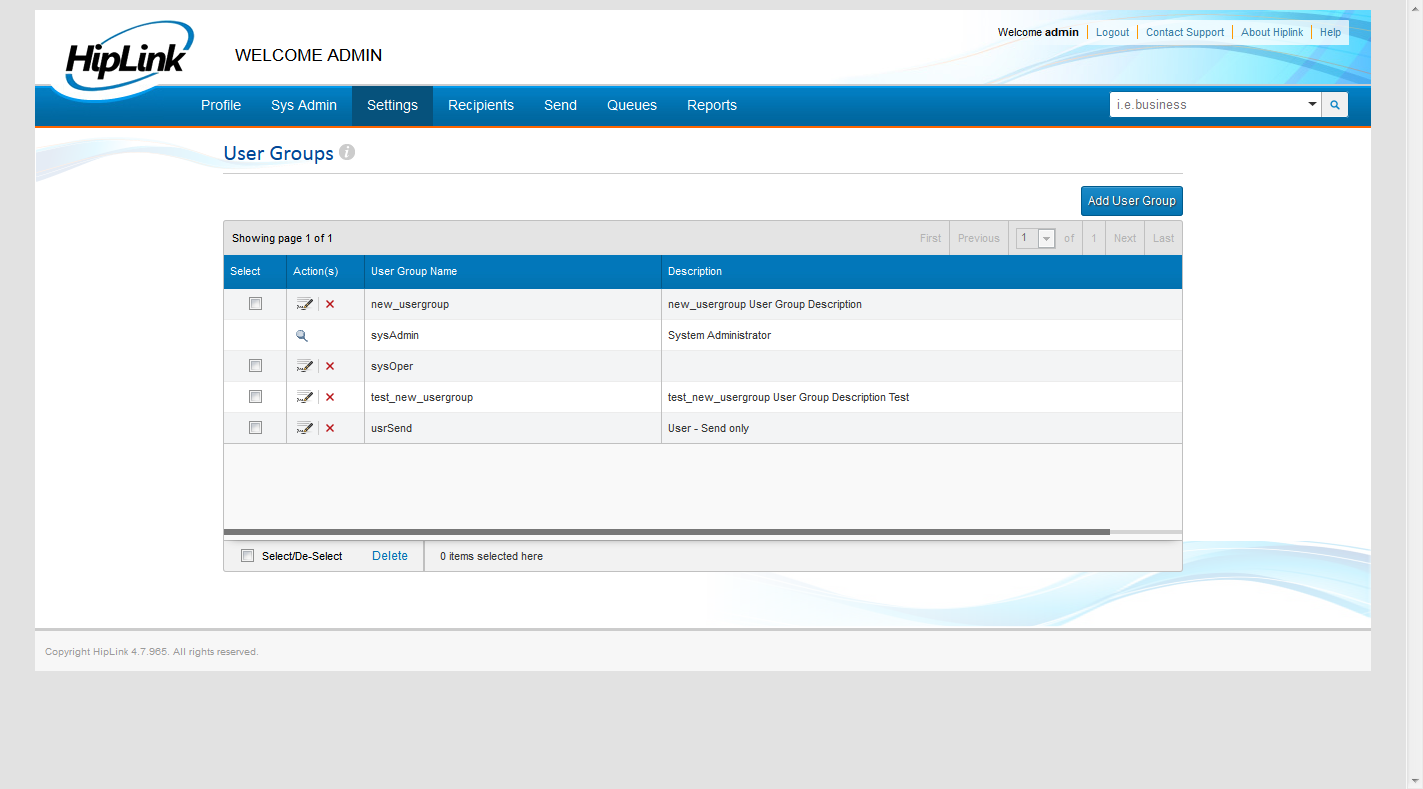 HipLink
WELCOME ADMIN
Welcome admin Logout Contact Support About Hiplink Help
Profile Sys Admin Settings Recipients Send Queues Reports i.e.business
User Groups i
Add User Group
Showing page 1 of 1 First Previous 1 of 1 Next Last
Select Action(s) User Group Name Description
new_usergroup new_usergroup User Group Description
sysAdmin System Administrator
sysOper
test_new_usergroup test_new_usergroup User Group Description Test
usrSend User - Send only
Select/De-Select Delete 0 items selected here
Copyright HipLink 4.7.965. All rights reserved.